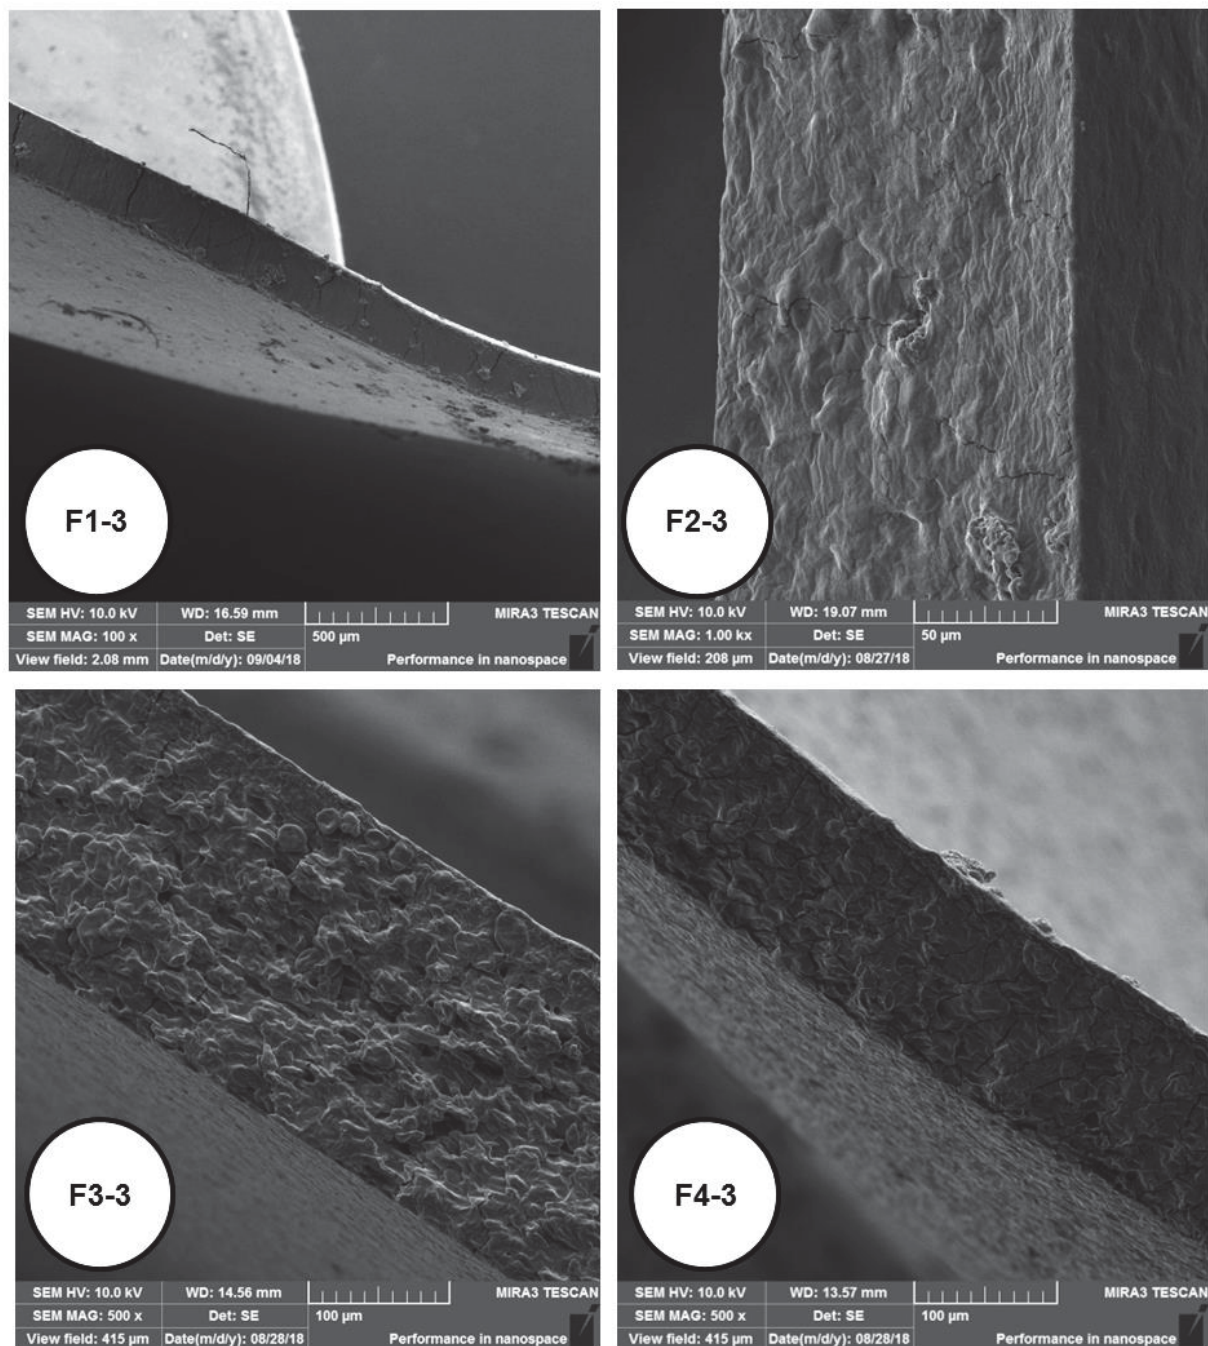 F1-3
SEM HV: 10.0 kV WD: 16.59 mm MIRA3 TESCAN
SEM MAG: 100 x Det: SE 500 µm
View field: 2.08 mm Date(m/d/y): 09/04/18 Performance in nanospace
F2-3
SEM HV: 10.0 kV WD: 19.07 mm MIRA3 TESCAN
SEM MAG: 1.00 kx Det: SE 50 µm
View field: 208 µm Date(m/d/y): 08/27/18 Performance in nanospace
F3-3
SEM HV: 10.0 kV WD: 14.56 mm MIRA3 TESCAN
SEM MAG: 500 x Det: SE 100 µm
View field: 415 µm Date(m/d/y): 08/28/18 Performance in nanospace
F4-3
SEM HV: 10.0 kV WD: 13.57 mm MIRA3 TESCAN
SEM MAG: 500 x Det: SE 100 µm
View field: 415 µm Date(m/d/y): 08/28/18 Performance in nanospace